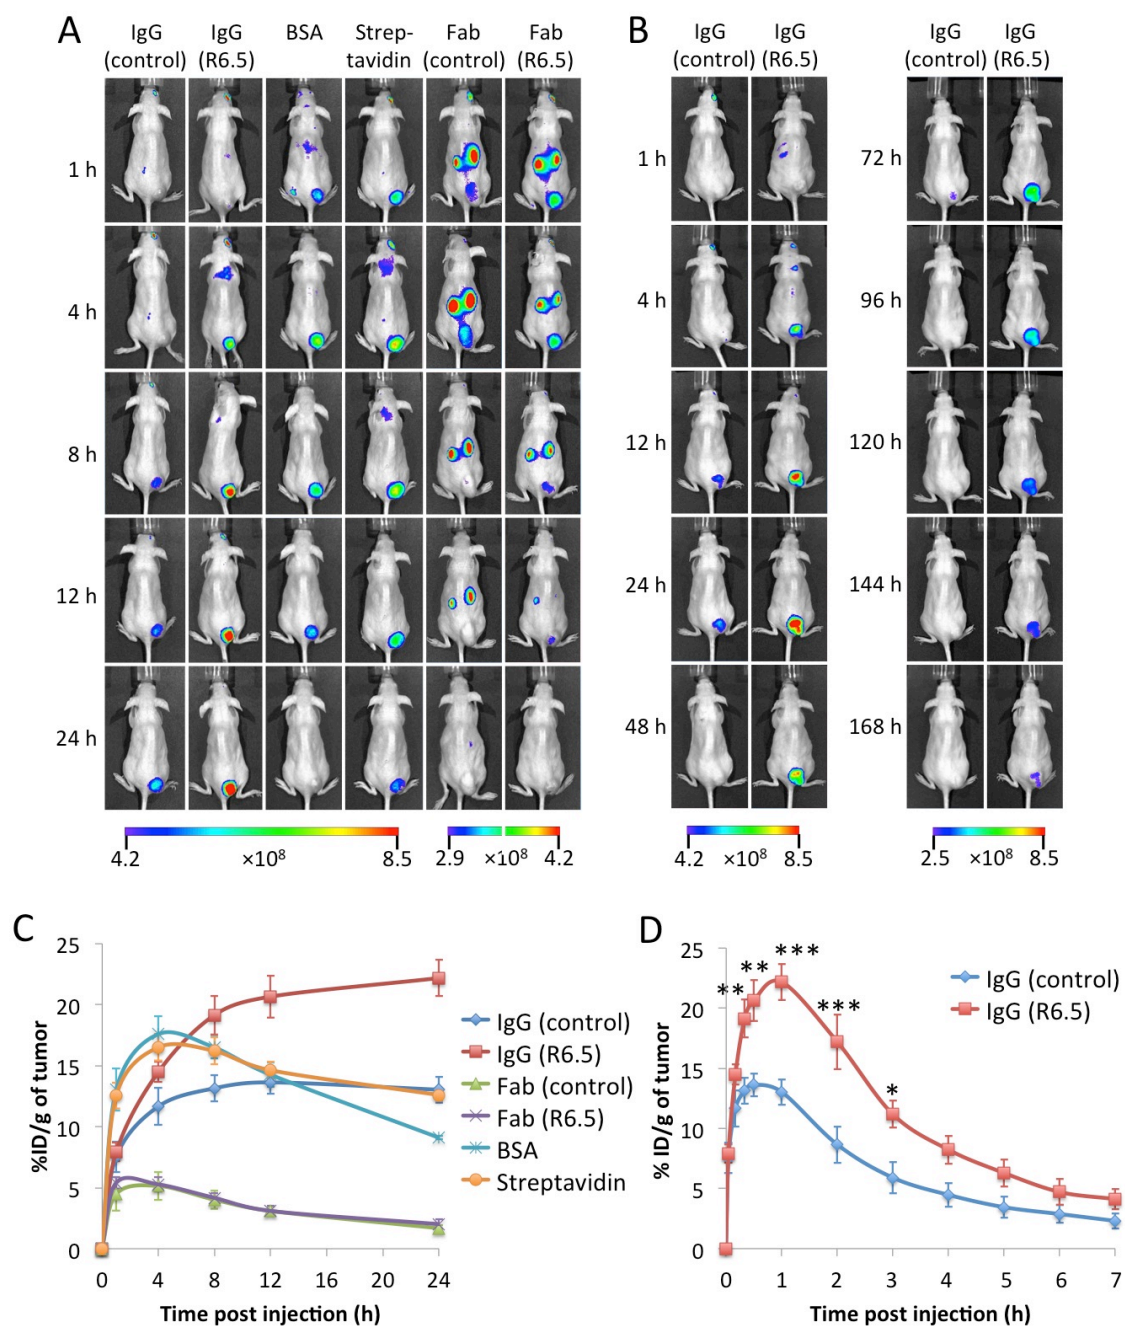 A
IgG (control)
IgG (R6.5)
BSA
Strep-
tavidin
Fab (control)
Fab (R6.5)
1 h
4 h
8 h
12 h
24 h
4.2 ×10⁸ 8.5
2.9 ×10⁸ 4.2
B
IgG (control)
IgG (R6.5)
1 h
4 h
12 h
24 h
48 h
4.2 ×10⁸ 8.5
IgG (control)
IgG (R6.5)
72 h
96 h
120 h
144 h
168 h
2.5 ×10⁸ 8.5
C
25
20
15
10
5
0
%ID/g of tumor
0 4 8 12 16 20 24
Time post injection (h)
IgG (control)
IgG (R6.5)
Fab (control)
Fab (R6.5)
BSA
Streptavidin
D
25
20
15
10
5
0
% ID/g of tumor
** ** *** *** *
0 1 2 3 4 5 6 7
Time post injection (h)
IgG (control)
IgG (R6.5)